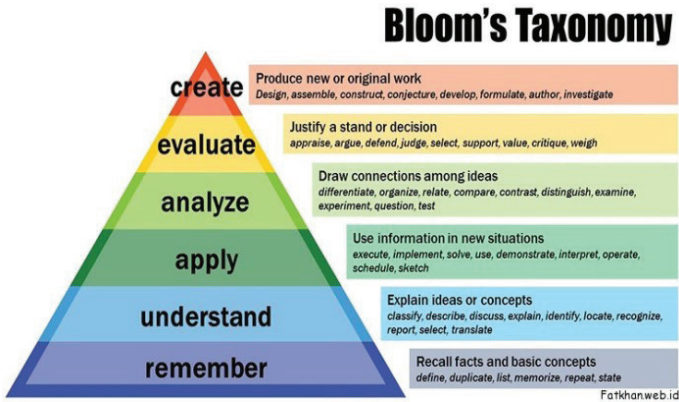 Bloom's Taxonomy
create
Produce new or original work
Design, assemble, construct, conjecture, develop, formulate, author, investigate
evaluate
Justify a stand or decision
appraise, argue, defend, judge, select, support, value, critique, weigh
analyze
Draw connections among ideas
differentiate, organize, relate, compare, contrast, distinguish, examine,
experiment, question, test
apply
Use information in new situations
execute, implement, solve, use, demonstrate, interpret, operate,
schedule, sketch
understand
Explain ideas or concepts
classify, describe, discuss, explain, identify, locate, recognize,
report, select, translate
remember
Recall facts and basic concepts
define, duplicate, list, memorize, repeat, state
Fatkhan.web.id